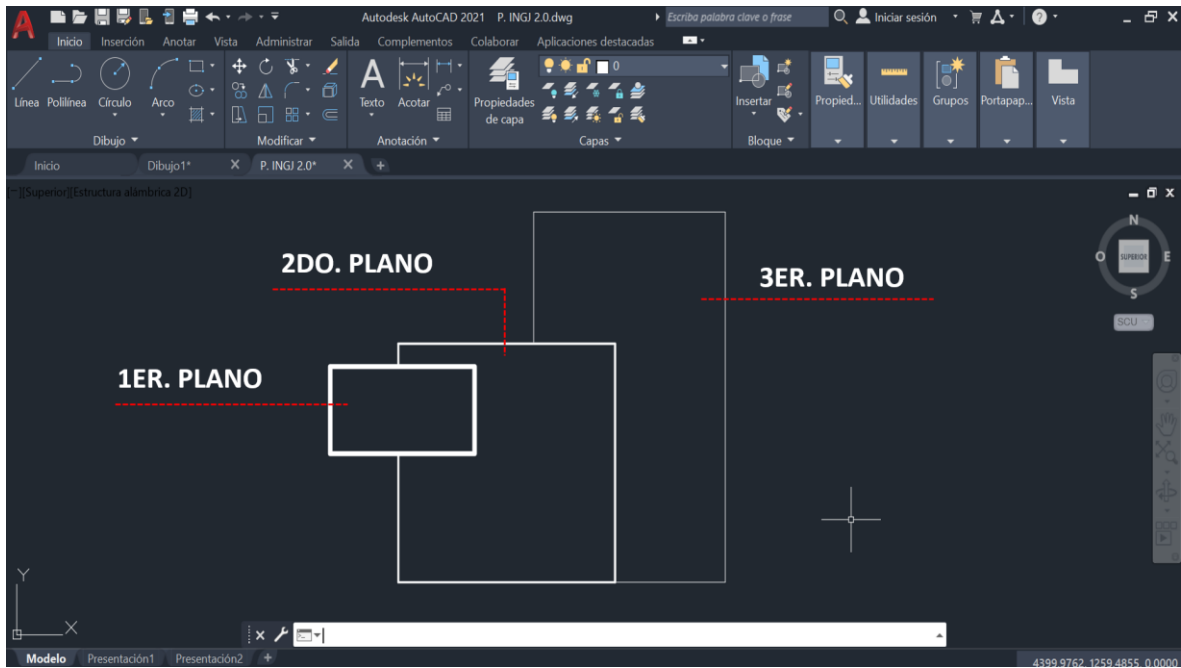 Autodesk AutoCAD 2021 P. INGJ 2.0.dwg Escriba palabra clave o frase Iniciar sesión
Inicio Inserción Anotar Vista Administrar Salida Complementos Colaborar Aplicaciones destacadas
0
Línea Polilínea Círculo Arco Texto Acotar Propiedades de capa Insertar Propied... Utilidades Grupos Portapap... Vista
Dibujo Modificar Anotación Capas Bloque
Inicio Dibujo1* P. INGJ 2.0*
[−][Superior][Estructura alámbrica 2D]
N
O SUPERIOR E
S
SCU
2DO. PLANO
3ER. PLANO
1ER. PLANO
Y
X
Modelo Presentación1 Presentación2 +
4399.9762, 1259.4855, 0.0000